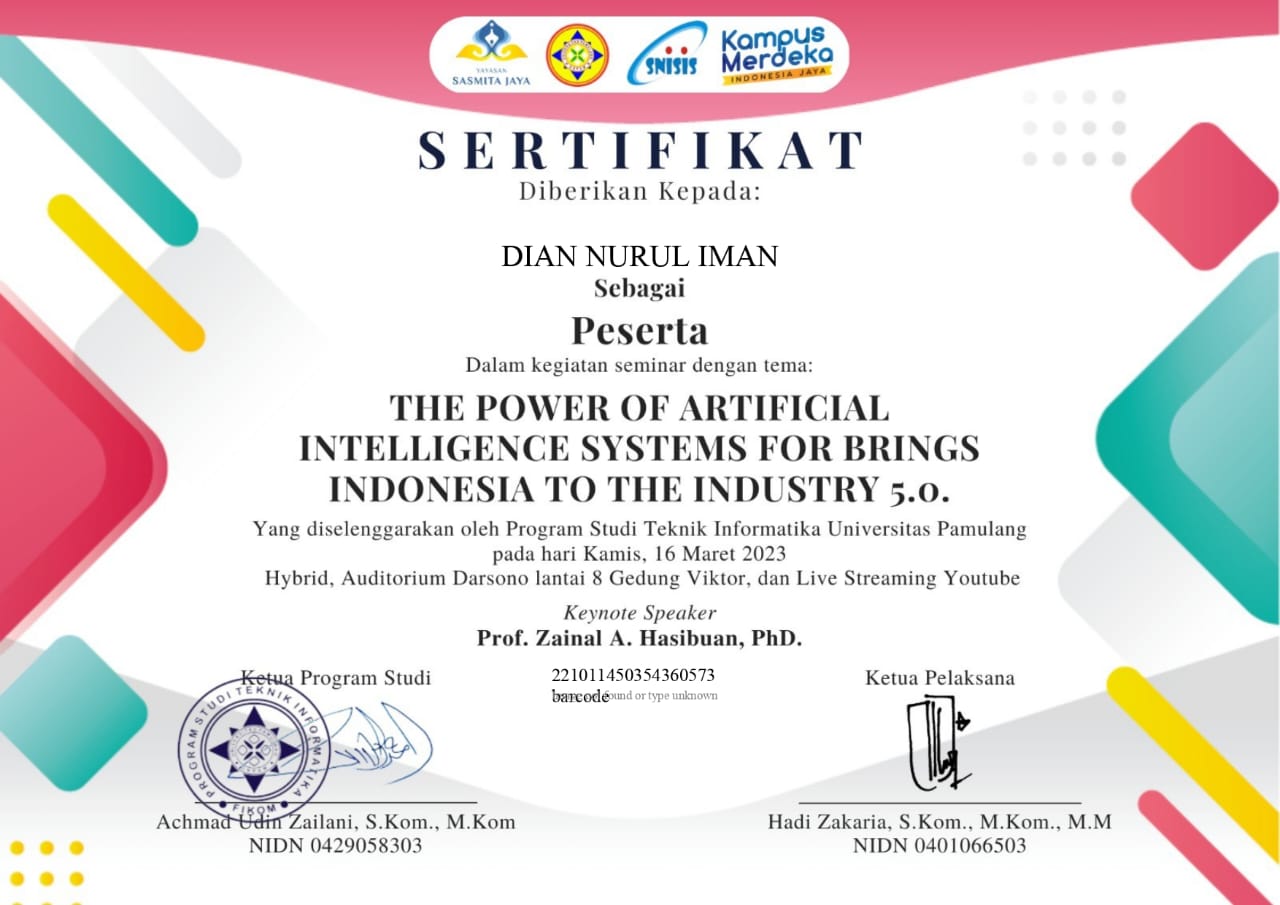 YAYASAN
SASMITA JAYA
SNISIS
Kampus
Merdeka
INDONESIA JAYA
SERTIFIKAT
Diberikan Kepada:
DIAN NURUL IMAN
Sebagai
Peserta
Dalam kegiatan seminar dengan tema:
THE POWER OF ARTIFICIAL
INTELLIGENCE SYSTEMS FOR BRINGS
INDONESIA TO THE INDUSTRY 5.0.
Yang diselenggarakan oleh Program Studi Teknik Informatika Universitas Pamulang
pada hari Kamis, 16 Maret 2023
Hybrid, Auditorium Darsono lantai 8 Gedung Viktor, dan Live Streaming Youtube
Keynote Speaker
Prof. Zainal A. Hasibuan, PhD.
Ketua Program Studi
221011450354360573
barcode
found or type unknown
Ketua Pelaksana
PROGRAM STUDI TEKNIK INFORMATIKA
FIKOM
Achmad Udin Zailani, S.Kom., M.Kom
NIDN 0429058303
Hadi Zakaria, S.Kom., M.Kom., M.M
NIDN 0401066503